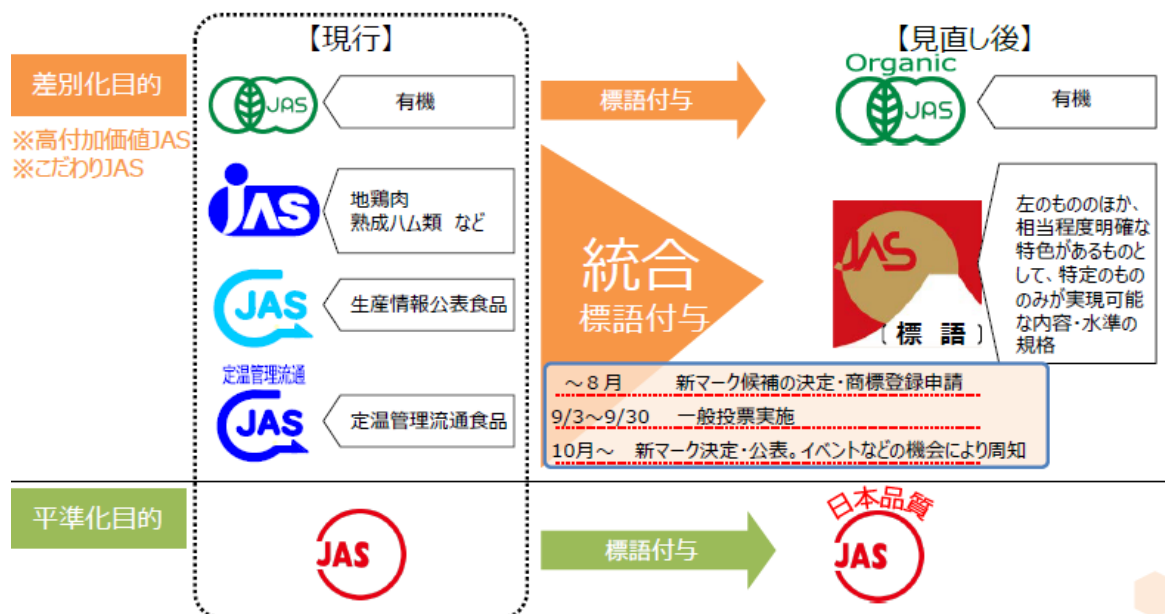 【現行】
【見直し後】
差別化目的
※高付加価値JAS
※こだわりJAS
JAS
有機
標語付与
Organic
JAS
有機
JAS
地鶏肉
熟成ハム類 など
JAS
生産情報公表食品
定温管理流通
JAS
定温管理流通食品
統合
標語付与
JAS
〔標 語〕
左のもののほか、
相当程度明確な
特色があるものと
して、特定のもの
のみが実現可能
な内容・水準の
規格
～８月 新マーク候補の決定・商標登録申請
9/3～9/30 一般投票実施
10月～ 新マーク決定・公表。イベントなどの機会により周知
平準化目的
JAS
標語付与
日本品質
JAS